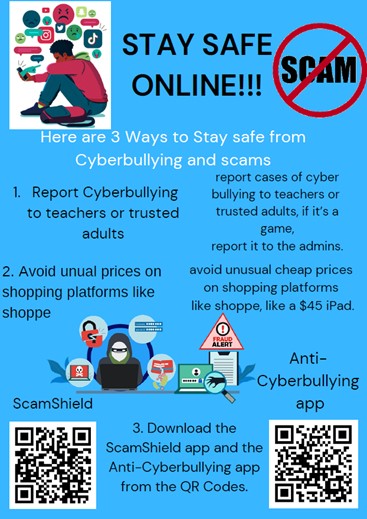 STAY SAFE
ONLINE!!!
SCAM
Here are 3 Ways to Stay safe from
Cyberbullying and scams
1. Report Cyberbullying
to teachers or trusted
adults
report cases of cyber
bullying to teachers or
trusted adults, if it's a
game,
report it to the admins.
2. Avoid unual prices on
shopping platforms like
shoppe
avoid unusual cheap prices
on shopping platforms
like shoppe, like a $45 iPad.
FRAUD
ALERT
Anti-
Cyberbullying
app
ScamShield
3. Download the
ScamShield app and the
Anti-Cyberbullying app
from the QR Codes.